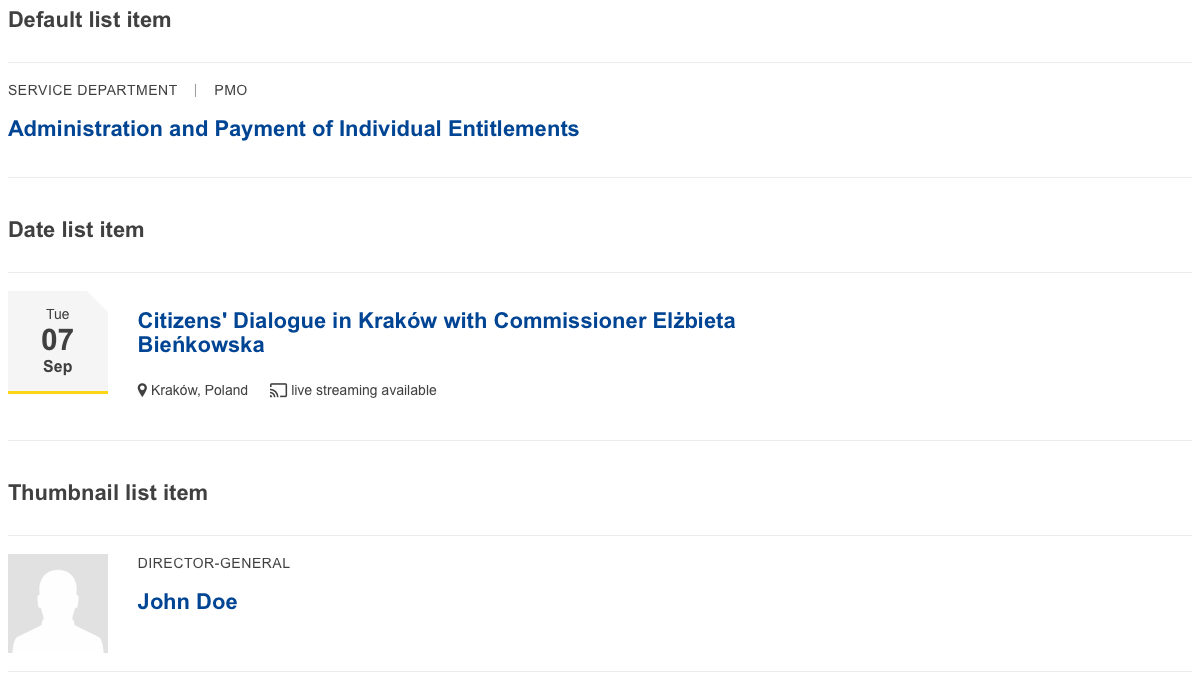 Default list item
SERVICE DEPARTMENT | PMO
Administration and Payment of Individual Entitlements
Date list item
Tue
07
Sep
Citizens' Dialogue in Kraków with Commissioner Elżbieta
Bieńkowska
Kraków, Poland live streaming available
Thumbnail list item
DIRECTOR-GENERAL
John Doe